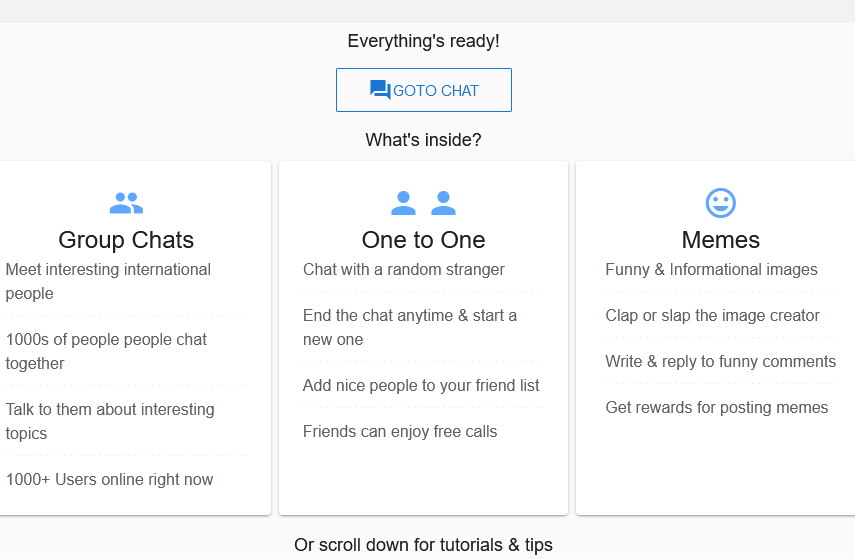 Everything's ready!
GOTO CHAT
What's inside?
Group Chats
Meet interesting international
people
1000s of people people chat
together
Talk to them about interesting
topics
1000+ Users online right now
One to One
Chat with a random stranger
End the chat anytime & start a
new one
Add nice people to your friend list
Friends can enjoy free calls
Memes
Funny & Informational images
Clap or slap the image creator
Write & reply to funny comments
Get rewards for posting memes
Or scroll down for tutorials & tips